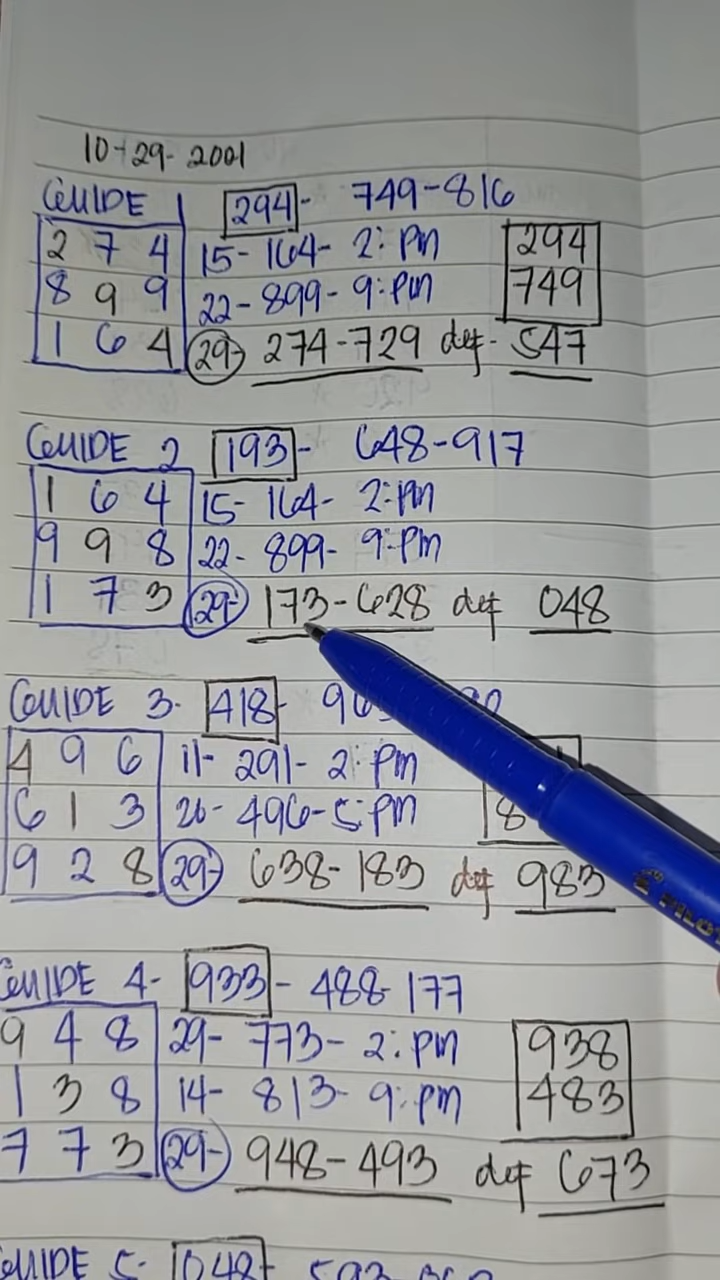 10-29-2001
GUIDE 1 294- 749-816
2 7 4 15-164-2:pm 294
8 9 9 22-899-9:pm 749
1 6 4 29- 274-729 def- 547
GUIDE 2 193- 648-917
1 6 4 15-164-2:pm
9 9 8 22-899-9:pm
1 7 3 29- 173-628 def 048
GUIDE 3- 418-
4 9 6 11-291-2:pm
6 1 3 26-496-5:pm 8
9 2 8 29- 638-183 def 983
GUIDE 4- 933- 488-177
9 4 8 29-773-2:pm 938
1 3 8 14-813-9:pm 483
7 7 3 29- 948-493 def 673
GUIDE 5- 048-
PILOT